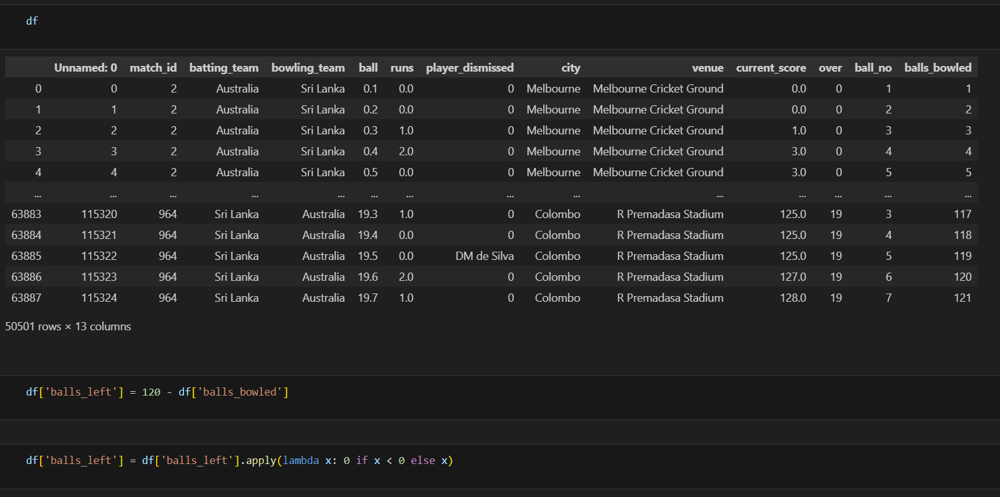 df
Unnamed: 0 match_id batting_team bowling_team ball runs player_dismissed city venue current_score over ball_no balls_bowled
0 0 2 Australia Sri Lanka 0.1 0.0 0 Melbourne Melbourne Cricket Ground 0.0 0 1 1
1 1 2 Australia Sri Lanka 0.2 0.0 0 Melbourne Melbourne Cricket Ground 0.0 0 2 2
2 2 2 Australia Sri Lanka 0.3 1.0 0 Melbourne Melbourne Cricket Ground 1.0 0 3 3
3 3 2 Australia Sri Lanka 0.4 2.0 0 Melbourne Melbourne Cricket Ground 3.0 0 4 4
4 4 2 Australia Sri Lanka 0.5 0.0 0 Melbourne Melbourne Cricket Ground 3.0 0 5 5
... ... ... ... ... ... ... ... ... ... ... ... ... ...
63883 115320 964 Sri Lanka Australia 19.3 1.0 0 Colombo R Premadasa Stadium 125.0 19 3 117
63884 115321 964 Sri Lanka Australia 19.4 0.0 0 Colombo R Premadasa Stadium 125.0 19 4 118
63885 115322 964 Sri Lanka Australia 19.5 0.0 DM de Silva Colombo R Premadasa Stadium 125.0 19 5 119
63886 115323 964 Sri Lanka Australia 19.6 2.0 0 Colombo R Premadasa Stadium 127.0 19 6 120
63887 115324 964 Sri Lanka Australia 19.7 1.0 0 Colombo R Premadasa Stadium 128.0 19 7 121
50501 rows × 13 columns
df['balls_left'] = 120 - df['balls_bowled']
df['balls_left'] = df['balls_left'].apply(lambda x: 0 if x < 0 else x)